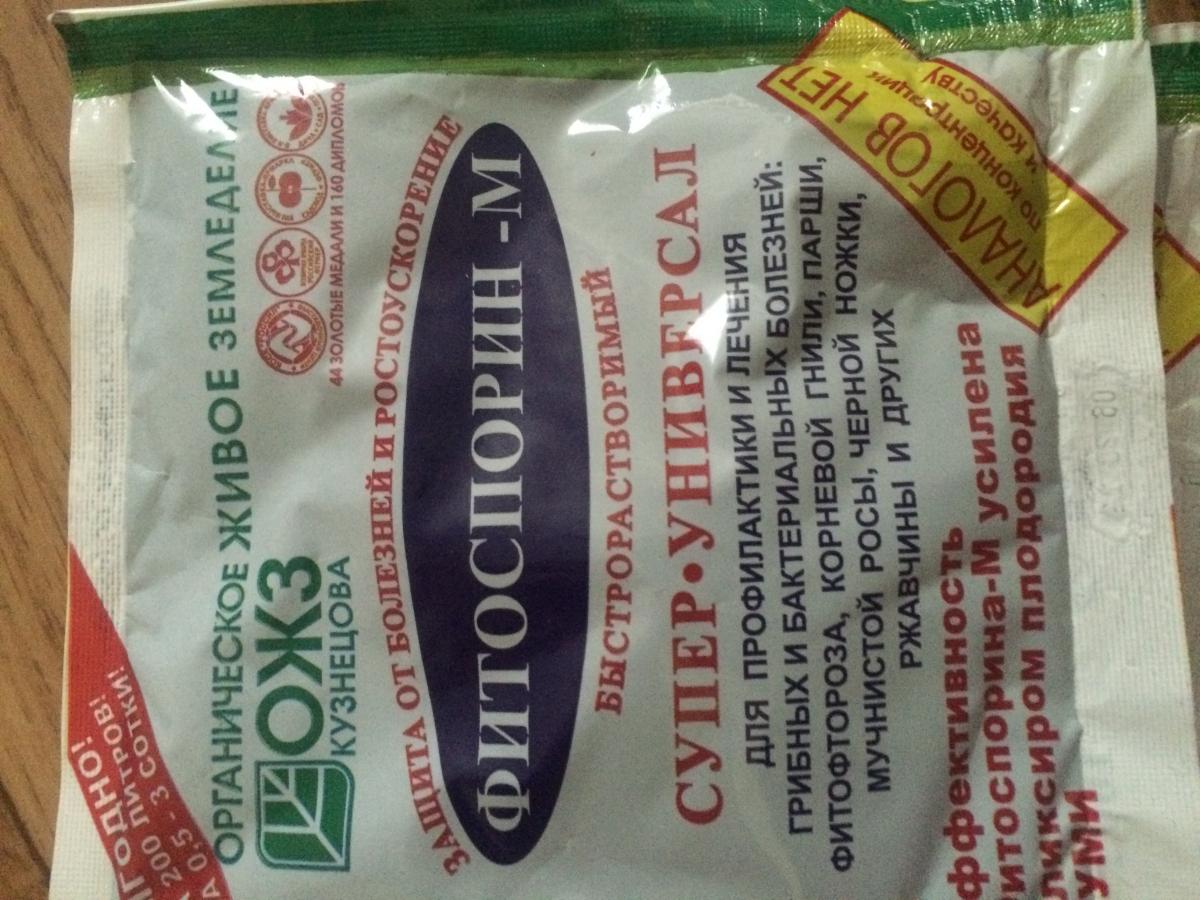 ОРГАНИЧЕСКОЕ ЖИВОЕ ЗЕМЛЕДЕЛИЕ
ОЖЗ
КУЗНЕЦОВА
44 ЗОЛОТЫЕ МЕДАЛИ И 160 ДИПЛОМОВ
200 ЛИТРОВ!
0,5 - 3 СОТКИ!
ЗАЩИТА ОТ БОЛЕЗНЕЙ И РОСТОУСКОРЕНИЕ
ФИТОСПОРИН -М
БЫСТРОРАСТВОРИМЫЙ
СУПЕР•УНИВЕРСАЛ
ДЛЯ ПРОФИЛАКТИКИ И ЛЕЧЕНИЯ
ГРИБНЫХ И БАКТЕРИАЛЬНЫХ БОЛЕЗНЕЙ:
ФИТОФТОРОЗА, КОРНЕВОЙ ГНИЛИ, ПАРШИ,
МУЧНИСТОЙ РОСЫ, ЧЕРНОЙ НОЖКИ,
РЖАВЧИНЫ И ДРУГИХ
АНАЛОГОВ НЕТ
по концентрации
и качеству
ффективность
итоспорина-М усилена
ликсиром плодородия
УМИ